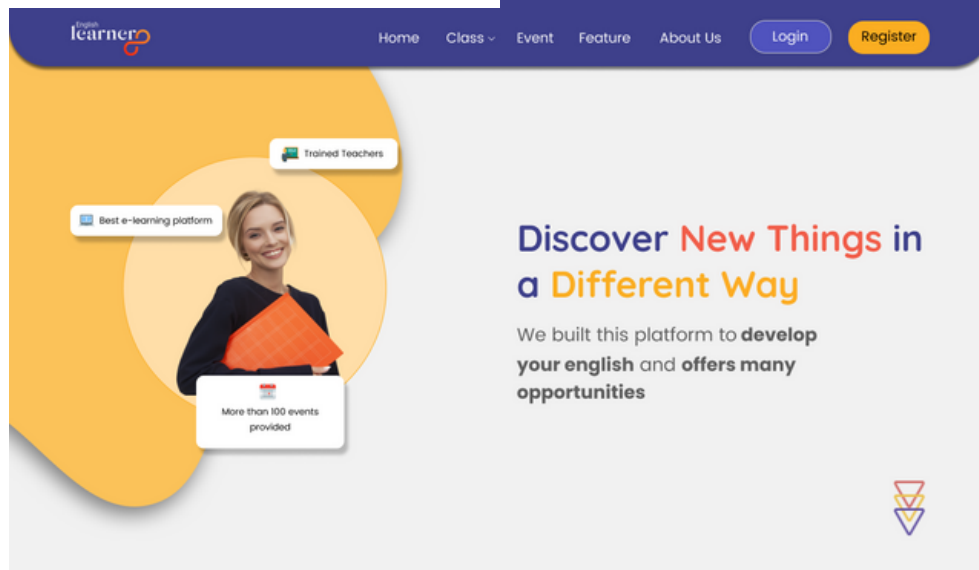 English
learner
Home Class Event Feature About Us Login Register
Trained Teachers
Best e-learning platform
More than 100 events
provided
Discover New Things in
a Different Way
We built this platform to develop
your english and offers many
opportunities